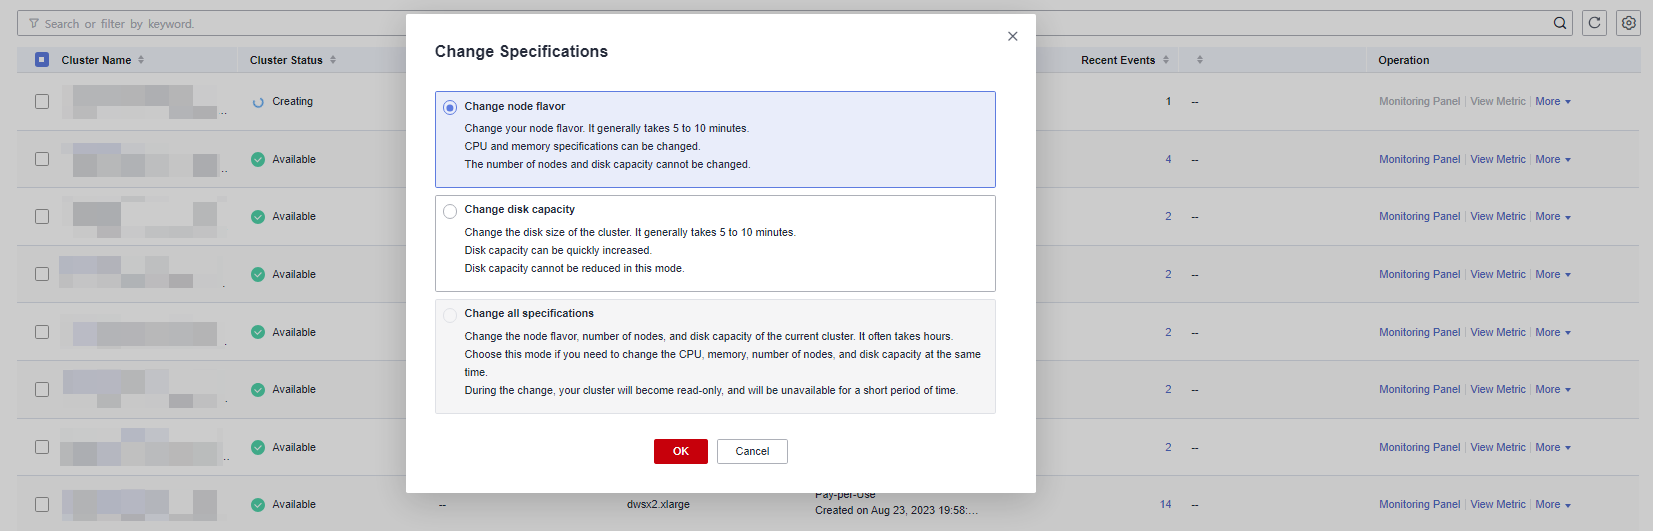 Search or filter by keyword.
Cluster Name Cluster Status Recent Events Operation
Change Specifications
Change node flavor
Change your node flavor. It generally takes 5 to 10 minutes.
CPU and memory specifications can be changed.
The number of nodes and disk capacity cannot be changed.
Change disk capacity
Change the disk size of the cluster. It generally takes 5 to 10 minutes.
Disk capacity can be quickly increased.
Disk capacity cannot be reduced in this mode.
Change all specifications
Change the node flavor, number of nodes, and disk capacity of the current cluster. It often takes hours.
Choose this mode if you need to change the CPU, memory, number of nodes, and disk capacity at the same
time.
During the change, your cluster will become read-only, and will be unavailable for a short period of time.
OK Cancel
.. Creating 1 -- Monitoring Panel View Metric More
.. Available 4 -- Monitoring Panel View Metric More
Available 2 -- Monitoring Panel View Metric More
. Available 2 -- Monitoring Panel View Metric More
. Available 2 -- Monitoring Panel View Metric More
. Available 2 -- Monitoring Panel View Metric More
.. Available 2 -- Monitoring Panel View Metric More
Available -- dwsx2.xlarge Pay-per-Use
Created on Aug 23, 2023 19:58:... 14 -- Monitoring Panel View Metric More